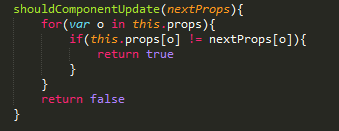 shouldComponentUpdate(nextProps){
    for(var o in this.props){
        if(this.props[o] != nextProps[o]){
            return true
        }
    }
    return false
}